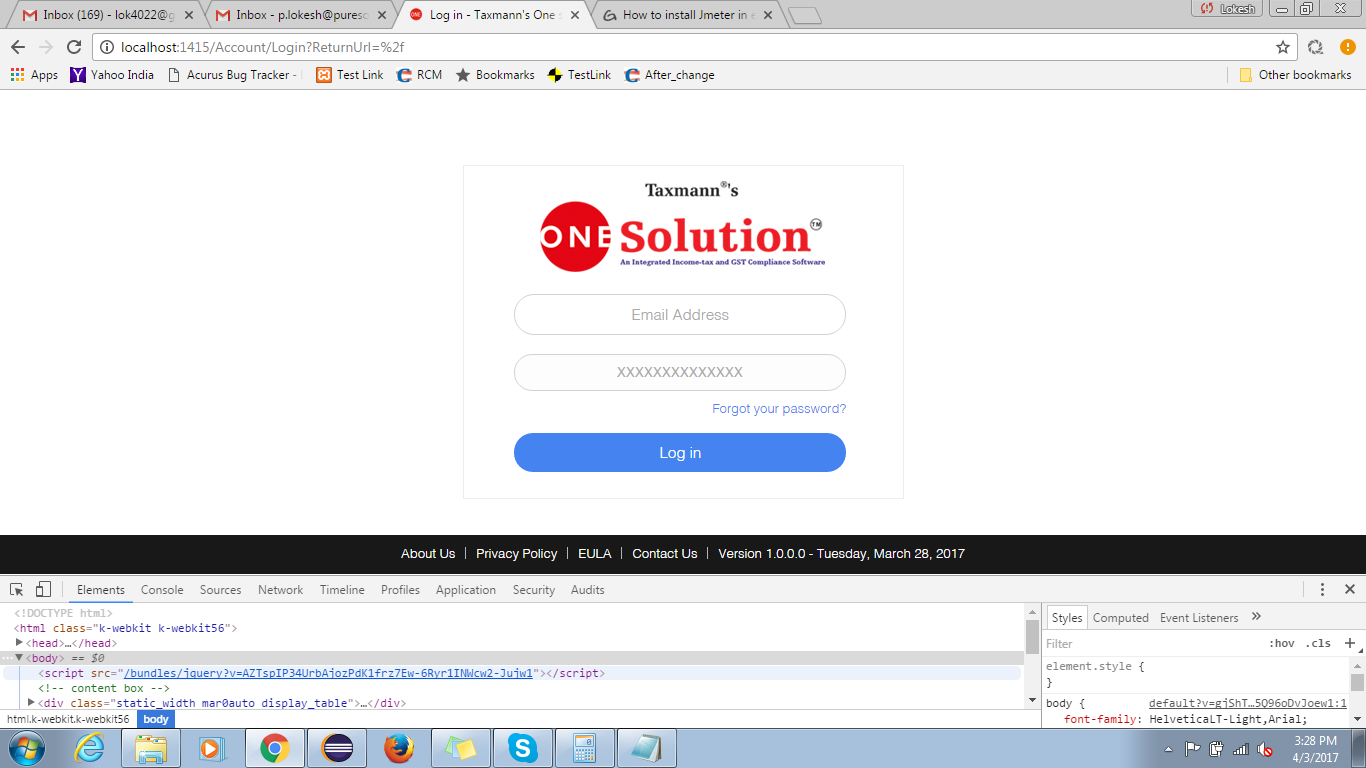 Inbox (169) - lok4022@g
Inbox - p.lokesh@pureso
Log in - Taxmann's One s
How to install Jmeter in e
Lokesh
localhost:1415/Account/Login?ReturnUrl=%2f
Apps
Yahoo India
Acurus Bug Tracker -
Test Link
RCM
Bookmarks
TestLink
After_change
Other bookmarks
Taxmann®'s
ONE Solution™
An Integrated Income-tax and GST Compliance Software
Email Address
XXXXXXXXXXXXXX
Forgot your password?
Log in
About Us | Privacy Policy | EULA | Contact Us | Version 1.0.0.0 - Tuesday, March 28, 2017
Elements Console Sources Network Timeline Profiles Application Security Audits
<!DOCTYPE html>
<html class="k-webkit k-webkit56">
<head>…</head>
<body> == $0
<script src="/bundles/jquery?v=AZTspIP34UrbAjozPdK1frz7Ew-6Ryr1INWcw2-Jujw1"></script>
<!-- content box -->
<div class="static_width mar0auto display_table">…</div>
html.k-webkit.k-webkit56 body
Styles Computed Event Listeners »
Filter :hov .cls +
element.style {
}
body { default?v=gjShT…5Q96oDvJoewl:1
font-family: HelveticaLT-Light,Arial;
3:28 PM
4/3/2017